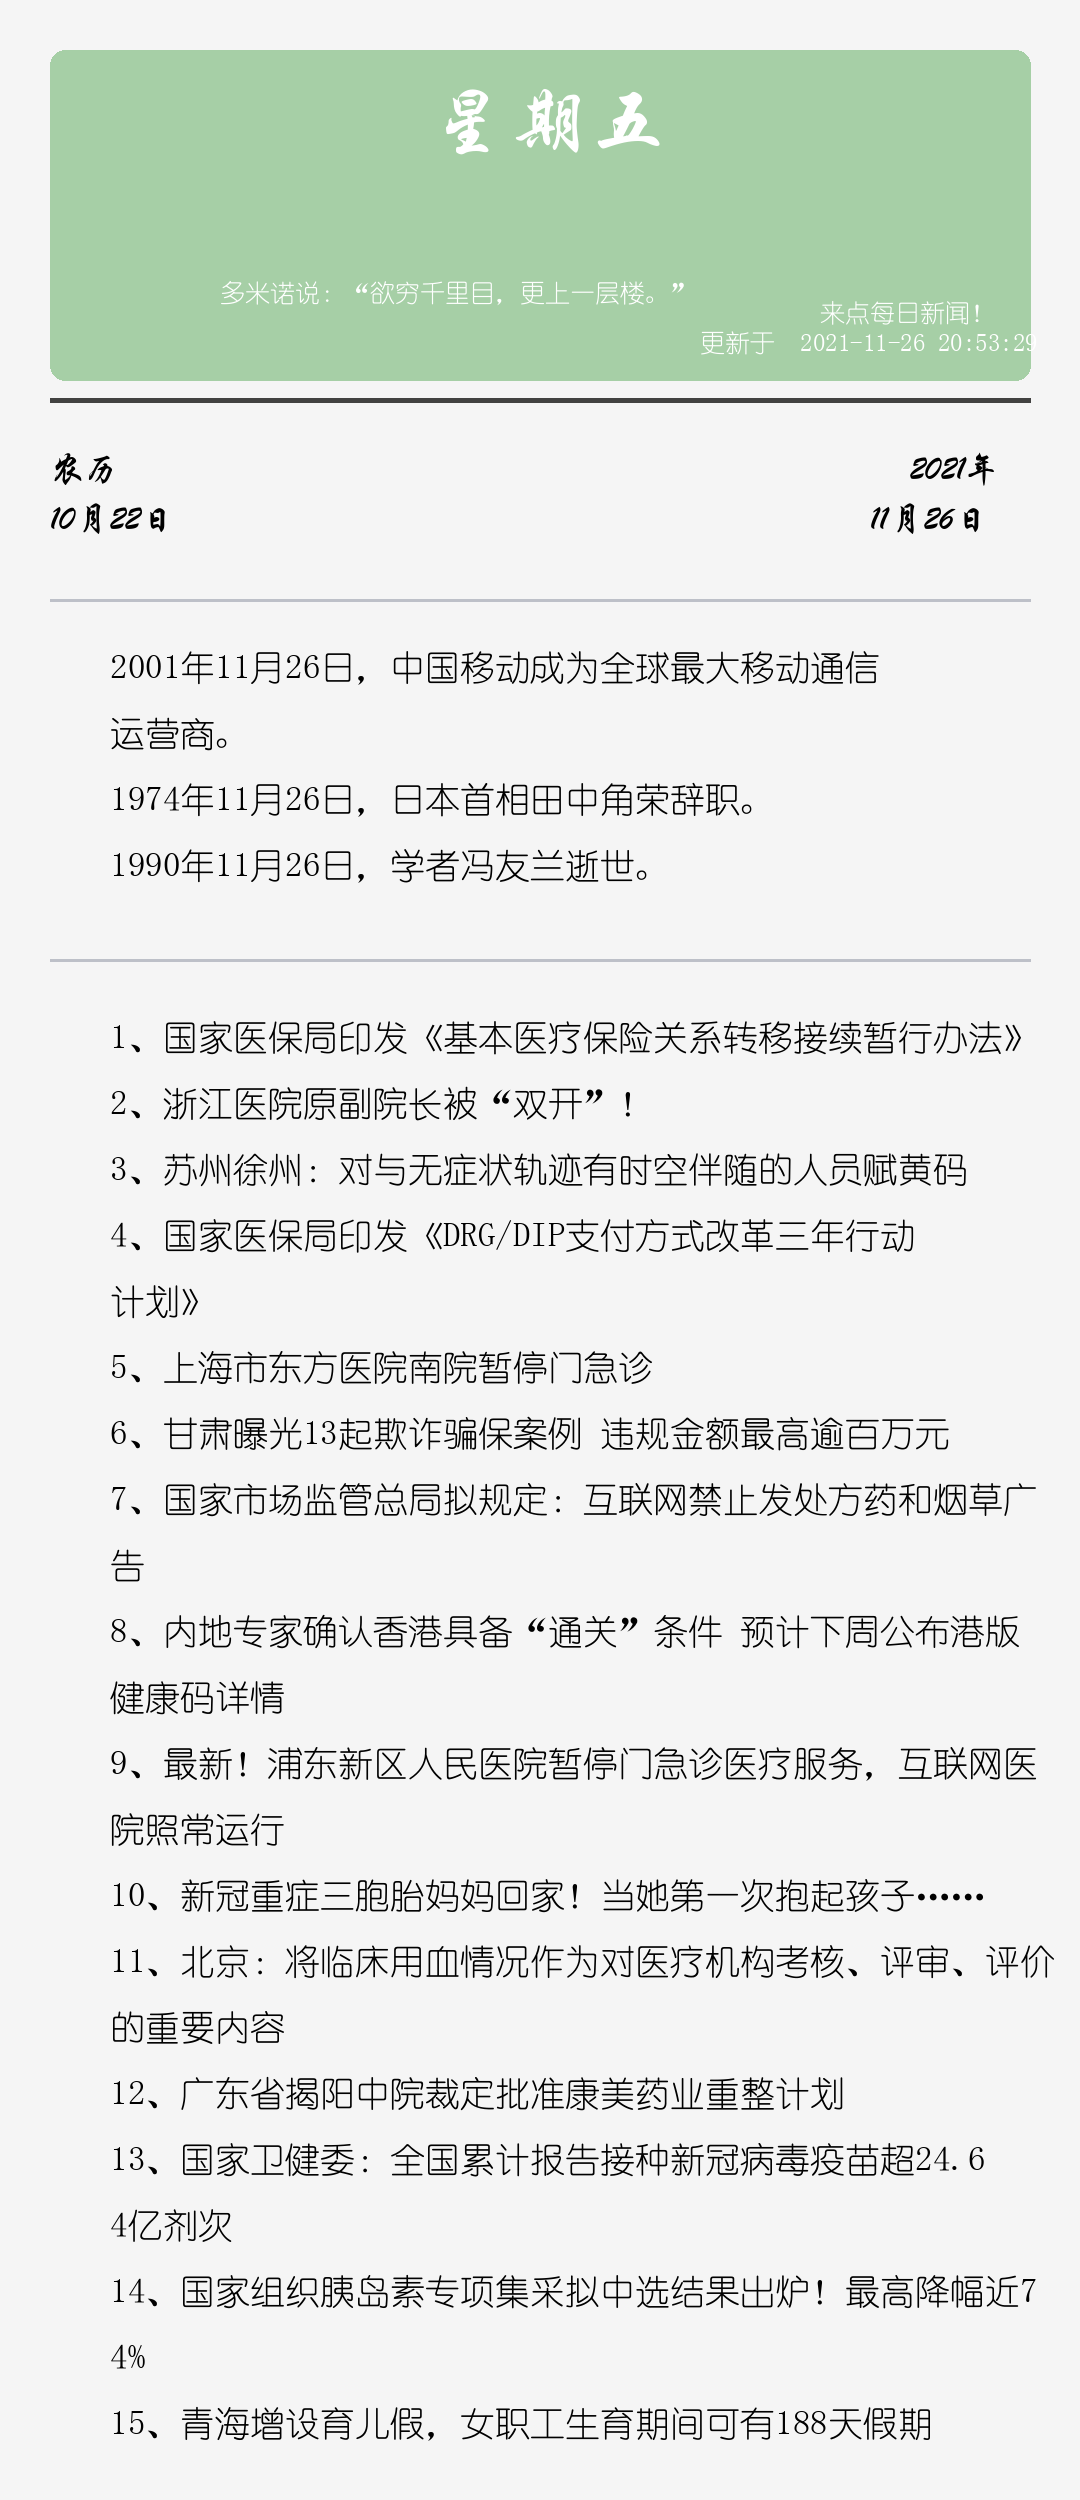 星期五
多米诺说：“欲穷千里目，更上一层楼。”
来点每日新闻！
更新于 2021-11-26 20:53:29
农历
2021年
10月22日
11月26日
2001年11月26日，中国移动成为全球最大移动通信
运营商。
1974年11月26日，日本首相田中角荣辞职。
1990年11月26日，学者冯友兰逝世。
1、国家医保局印发《基本医疗保险关系转移接续暂行办法》
2、浙江医院原副院长被“双开”！
3、苏州徐州：对与无症状轨迹有时空伴随的人员赋黄码
4、国家医保局印发《DRG/DIP支付方式改革三年行动
计划》
5、上海市东方医院南院暂停门急诊
6、甘肃曝光13起欺诈骗保案例 违规金额最高逾百万元
7、国家市场监管总局拟规定：互联网禁止发处方药和烟草广
告
8、内地专家确认香港具备“通关”条件 预计下周公布港版
健康码详情
9、最新！浦东新区人民医院暂停门急诊医疗服务，互联网医
院照常运行
10、新冠重症三胞胎妈妈回家！当她第一次抱起孩子……
11、北京：将临床用血情况作为对医疗机构考核、评审、评价
的重要内容
12、广东省揭阳中院裁定批准康美药业重整计划
13、国家卫健委：全国累计报告接种新冠病毒疫苗超24.6
4亿剂次
14、国家组织胰岛素专项集采拟中选结果出炉！最高降幅近7
4%
15、青海增设育儿假，女职工生育期间可有188天假期